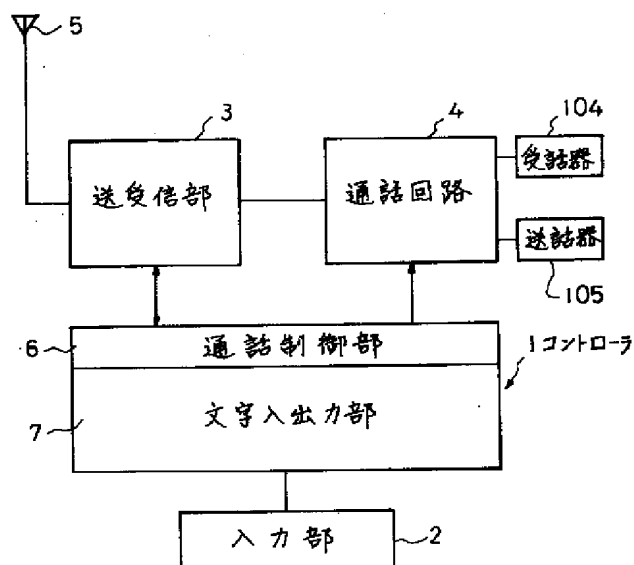 5
3
4
104
送受信部
通話回路
受話器
送話器
105
6
通話制御部
1コントローラ
7
文字入出力部
入力部
2